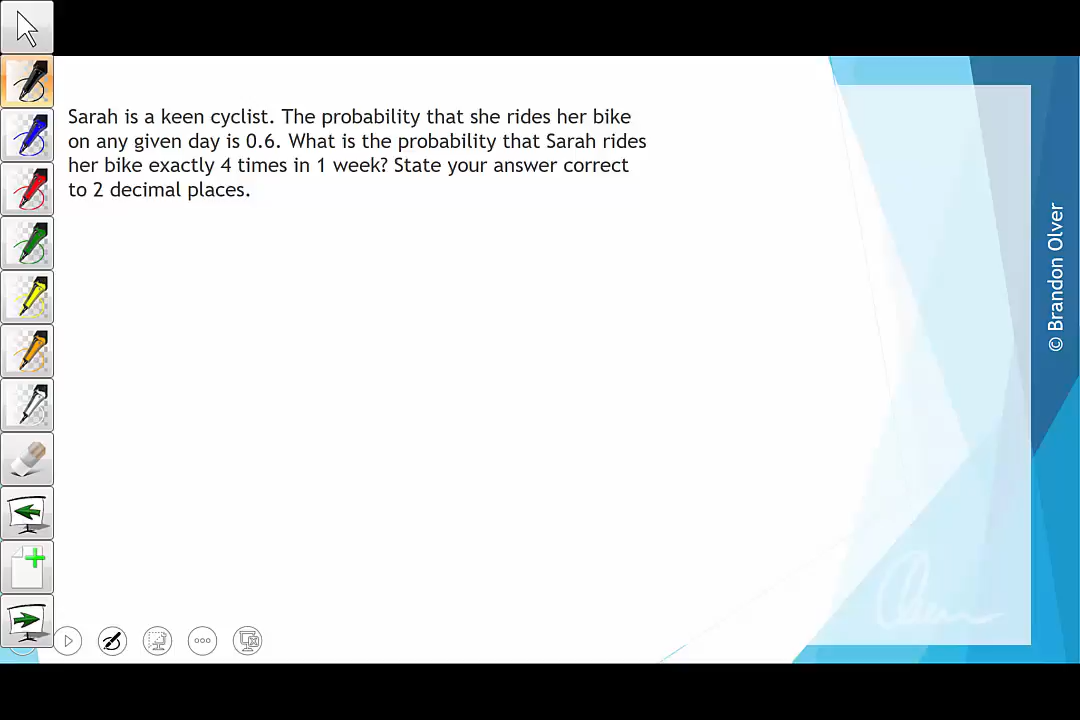 Sarah is a keen cyclist. The probability that she rides her bike
on any given day is 0.6. What is the probability that Sarah rides
her bike exactly 4 times in 1 week? State your answer correct
to 2 decimal places.
© Brandon Olver